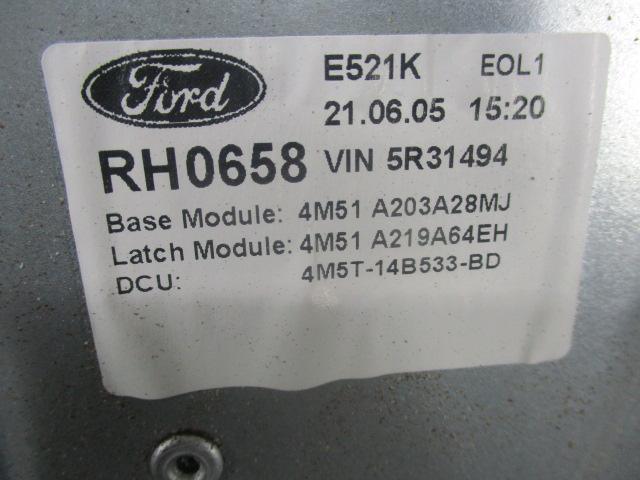 Ford E521K EOL1
21.06.05 15:20
RH0658 VIN 5R31494
Base Module: 4M51 A203A28MJ
Latch Module: 4M51 A219A64EH
DCU: 4M5T-14B533-BD